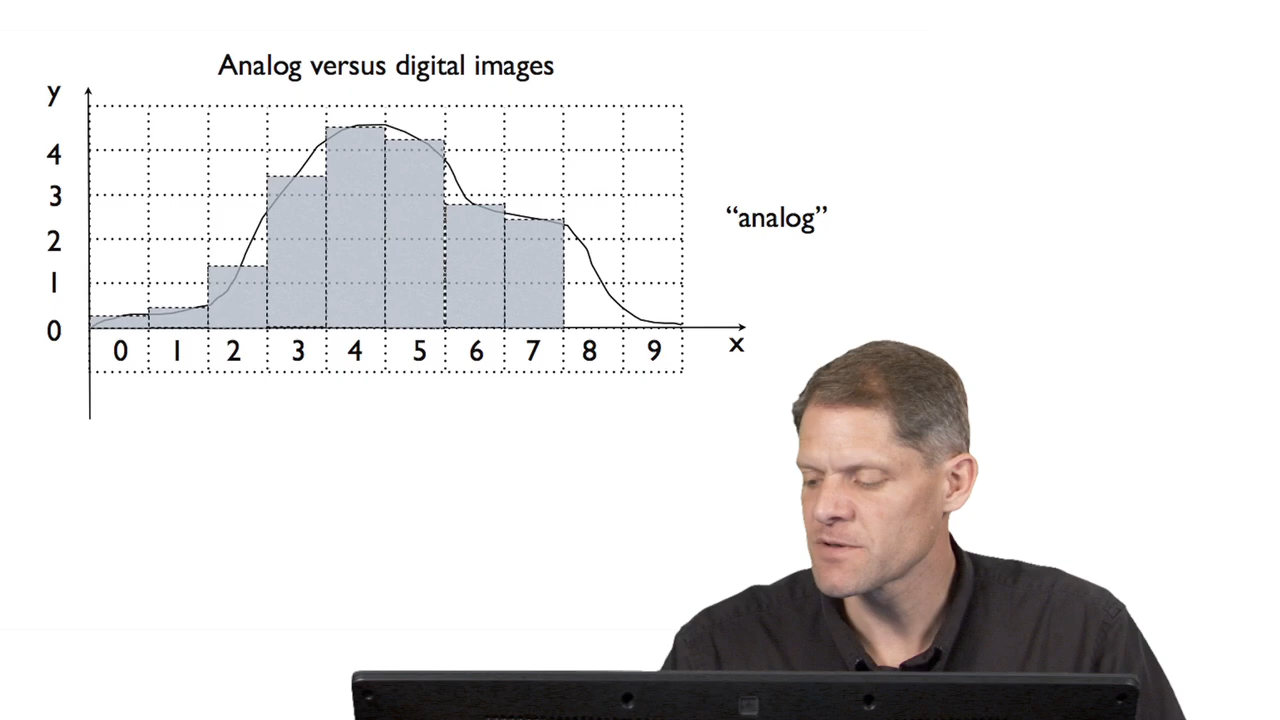 Analog versus digital images
y
4
3
2
1
0
0 1 2 3 4 5 6 7 8 9
x
“analog”